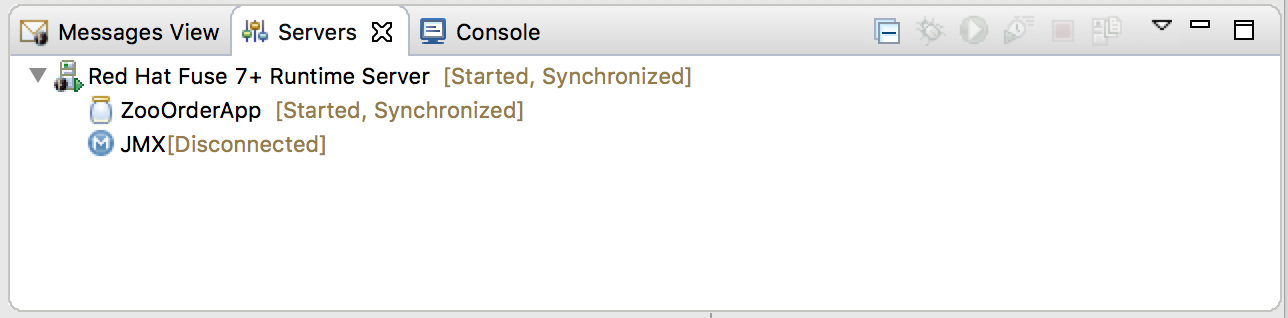 Messages View Servers Console
Red Hat Fuse 7+ Runtime Server [Started, Synchronized]
ZooOrderApp [Started, Synchronized]
JMX[Disconnected]